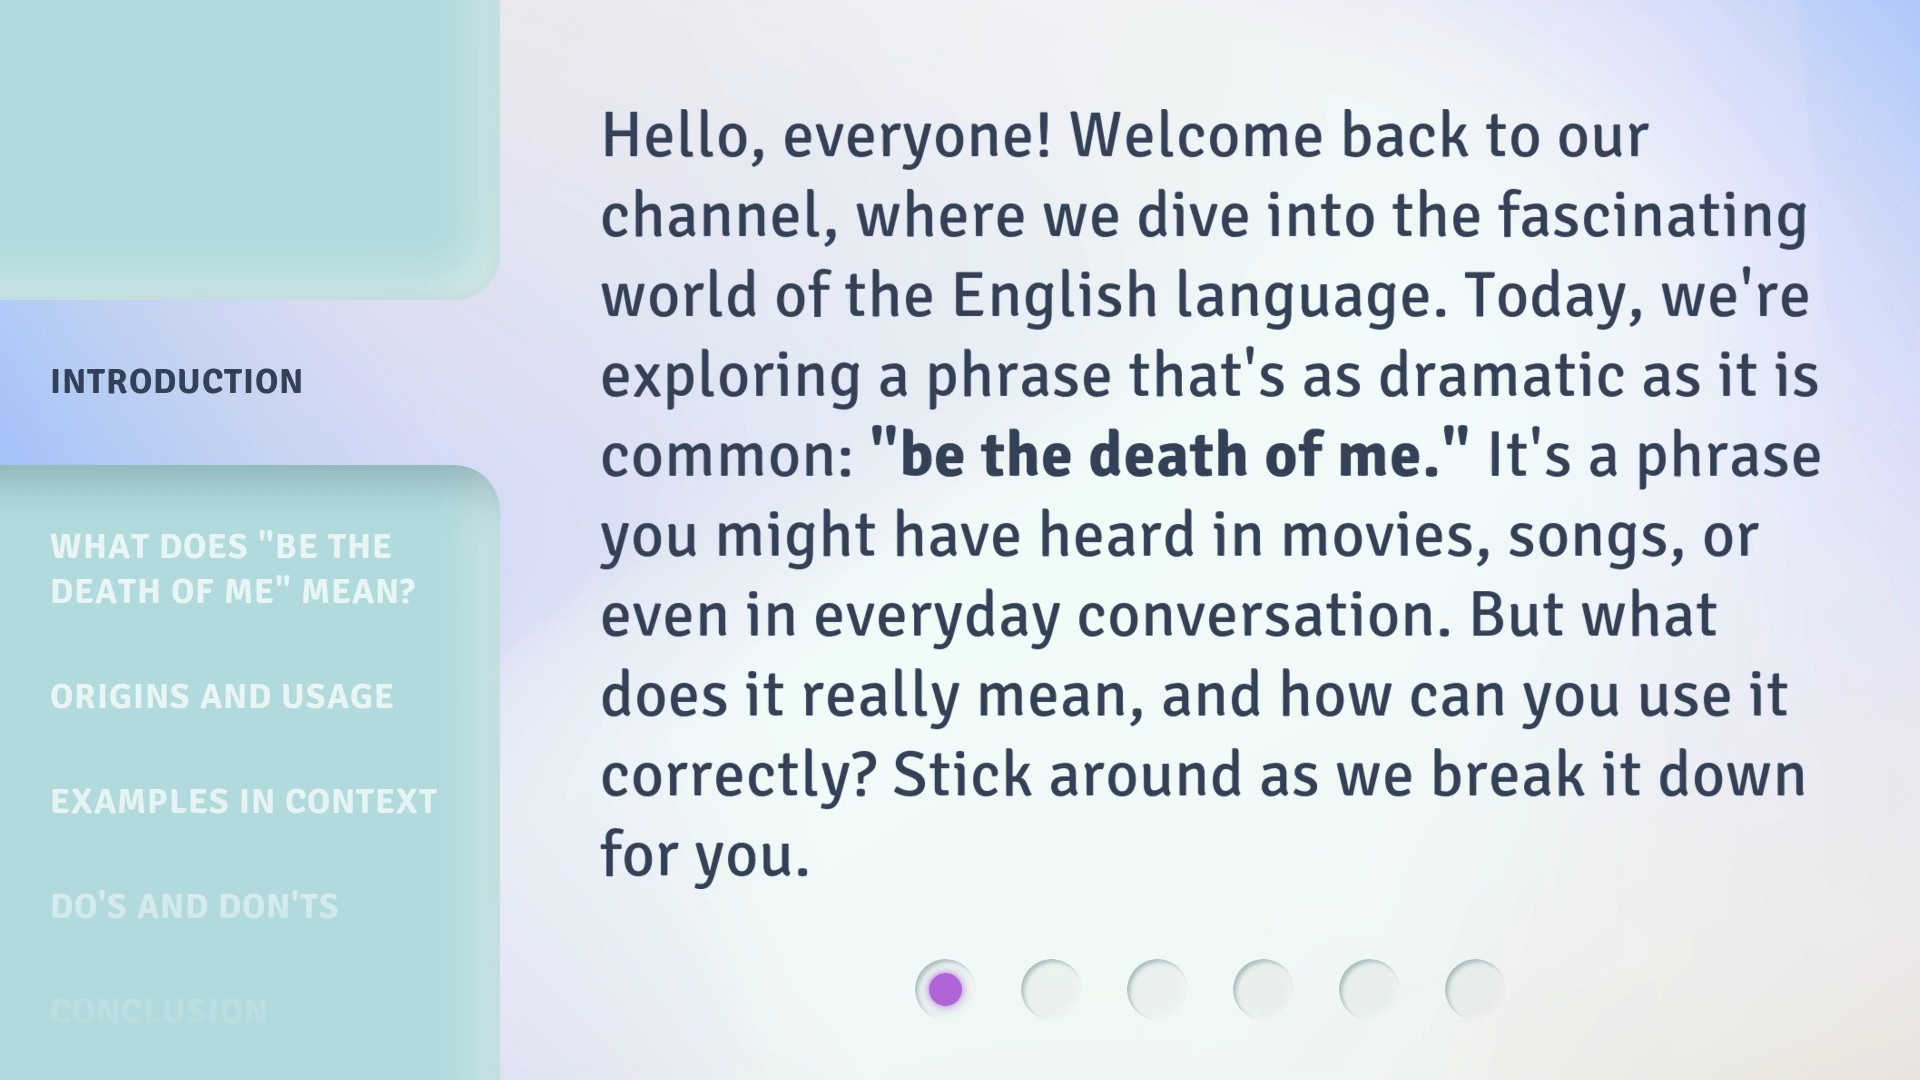 INTRODUCTION
WHAT DOES "BE THE
DEATH OF ME" MEAN?
ORIGINS AND USAGE
EXAMPLES IN CONTEXT
DO'S AND DON'TS
CONCLUSION
Hello, everyone! Welcome back to our
channel, where we dive into the fascinating
world of the English language. Today, we're
exploring a phrase that's as dramatic as it is
common: "be the death of me." It's a phrase
you might have heard in movies, songs, or
even in everyday conversation. But what
does it really mean, and how can you use it
correctly? Stick around as we break it down
for you.